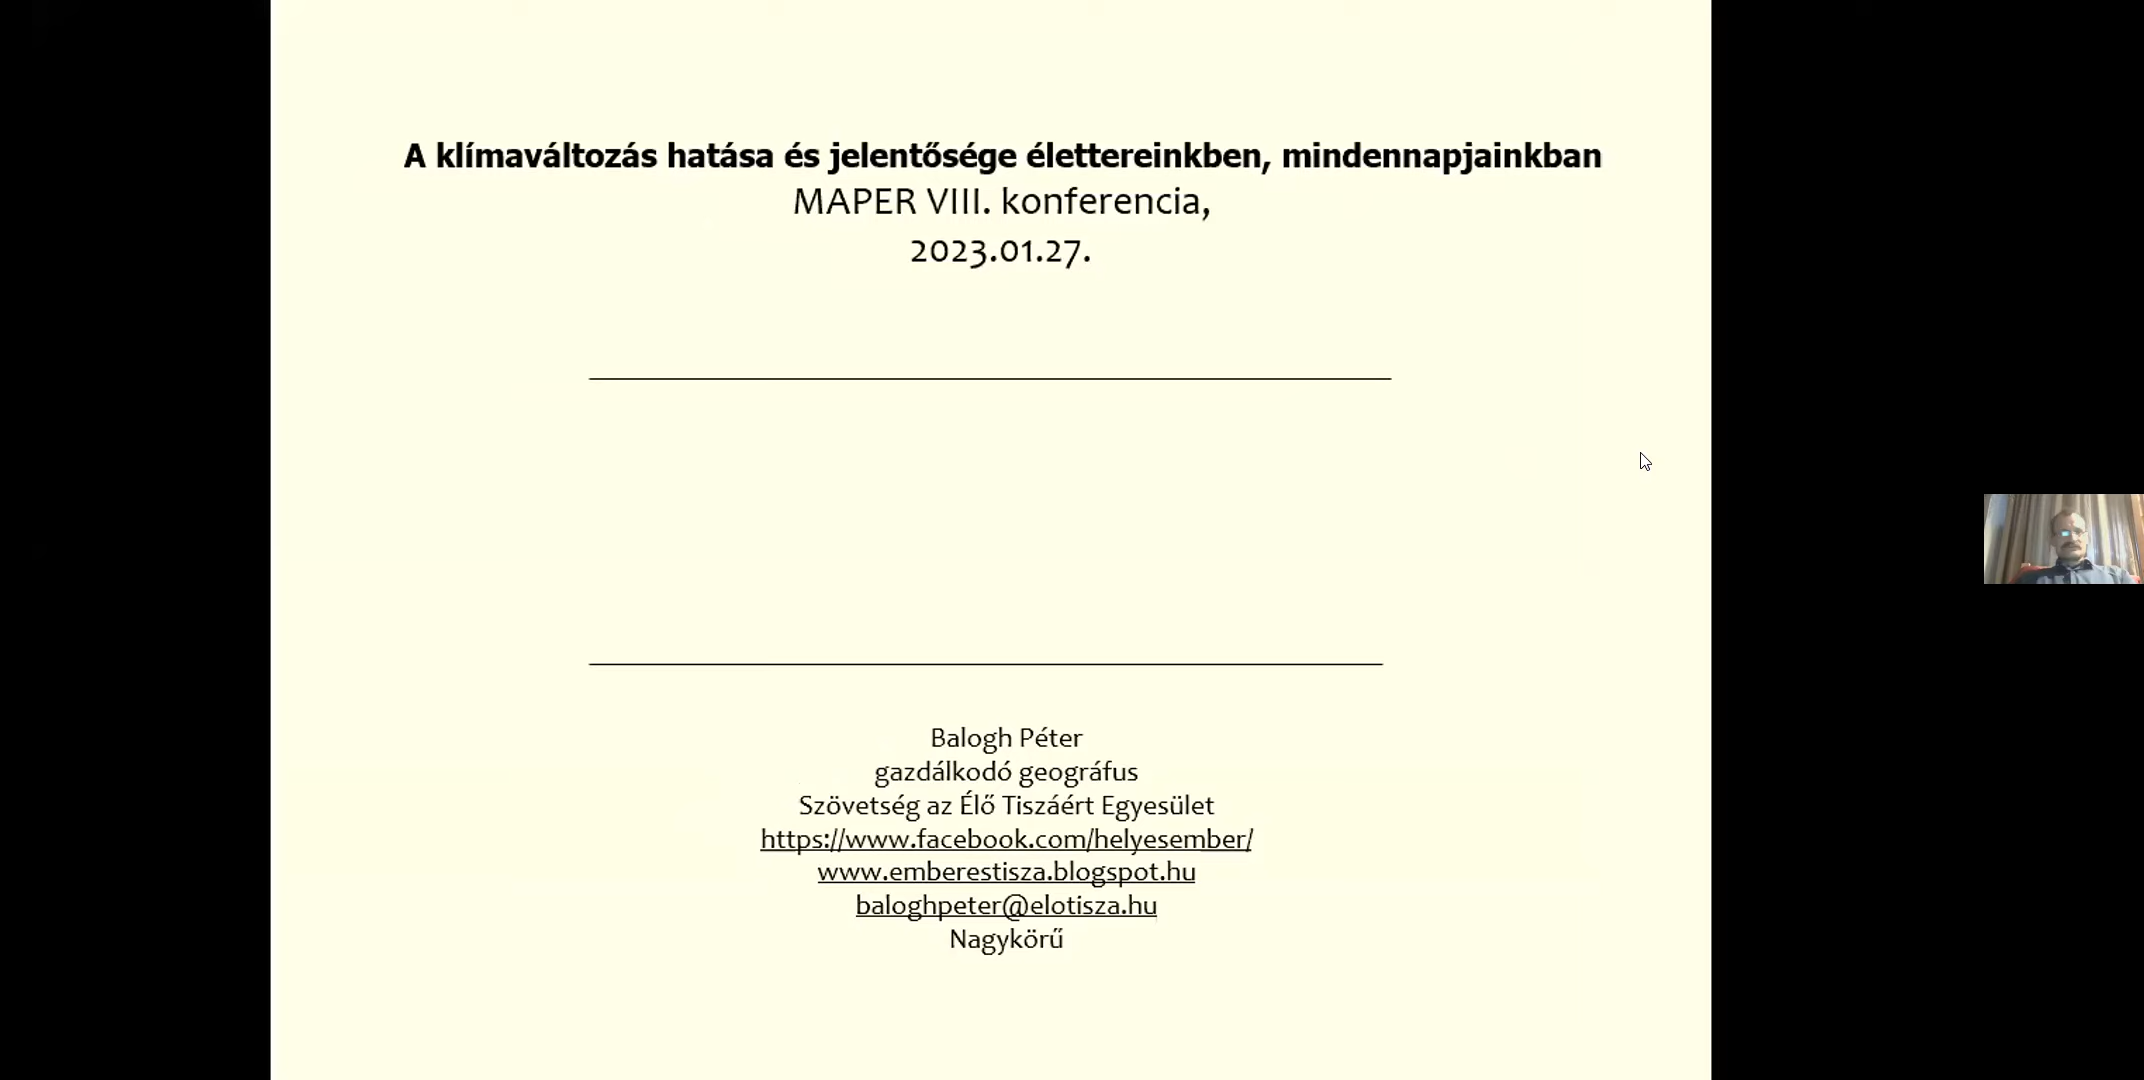 A klímaváltozás hatása és jelentősége élettereinkben, mindennapjainkban
MAPER VIII. konferencia,
2023.01.27.
Balogh Péter
gazdálkodó geográfus
Szövetség az Élő Tiszáért Egyesület
https://www.facebook.com/helyesember/
www.emberestisza.blogspot.hu
baloghpeter@elotisza.hu
Nagykörű